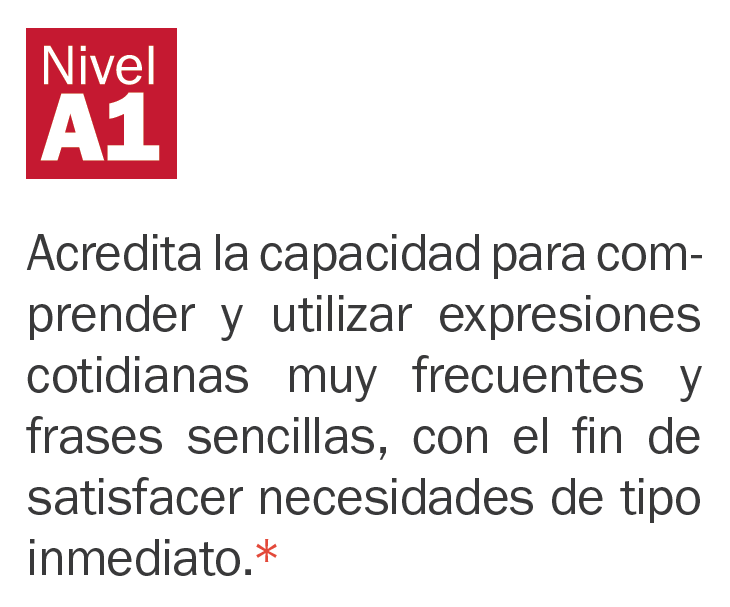 Nivel
A1
Acredita la capacidad para com-
prender y utilizar expresiones
cotidianas muy frecuentes y
frases sencillas, con el fin de
satisfacer necesidades de tipo
inmediato.*